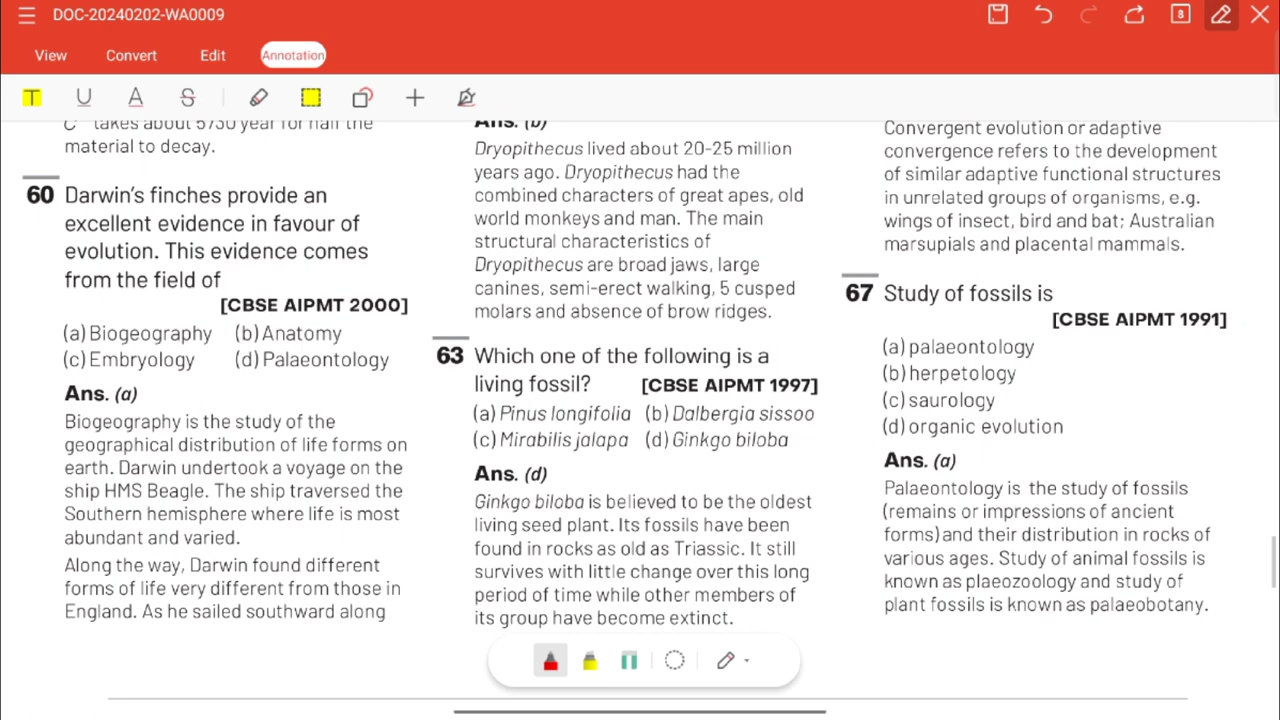 DOC-20240202-WA0009
8
View Convert Edit Annotation
T U A S
C takes about 5730 year for half the
material to decay.
60 Darwin's finches provide an
excellent evidence in favour of
evolution. This evidence comes
from the field of
[CBSE AIPMT 2000]
(a) Biogeography (b) Anatomy
(c) Embryology (d) Palaeontology
Ans. (a)
Biogeography is the study of the
geographical distribution of life forms on
earth. Darwin undertook a voyage on the
ship HMS Beagle. The ship traversed the
Southern hemisphere where life is most
abundant and varied.
Along the way, Darwin found different
forms of life very different from those in
England. As he sailed southward along
Ans. (b)
Dryopithecus lived about 20-25 million
years ago. Dryopithecus had the
combined characters of great apes, old
world monkeys and man. The main
structural characteristics of
Dryopithecus are broad jaws, large
canines, semi-erect walking, 5 cusped
molars and absence of brow ridges.
63 Which one of the following is a
living fossil? [CBSE AIPMT 1997]
(a) Pinus longifolia (b) Dalbergia sissoo
(c) Mirabilis jalapa (d) Ginkgo biloba
Ans. (d)
Ginkgo biloba is believed to be the oldest
living seed plant. Its fossils have been
found in rocks as old as Triassic. It still
survives with little change over this long
period of time while other members of
its group have become extinct.
Convergent evolution or adaptive
convergence refers to the development
of similar adaptive functional structures
in unrelated groups of organisms, e.g.
wings of insect, bird and bat; Australian
marsupials and placental mammals.
67 Study of fossils is
[CBSE AIPMT 1991]
(a) palaeontology
(b) herpetology
(c) saurology
(d) organic evolution
Ans. (a)
Palaeontology is the study of fossils
(remains or impressions of ancient
forms) and their distribution in rocks of
various ages. Study of animal fossils is
known as plaeozoology and study of
plant fossils is known as palaeobotany.